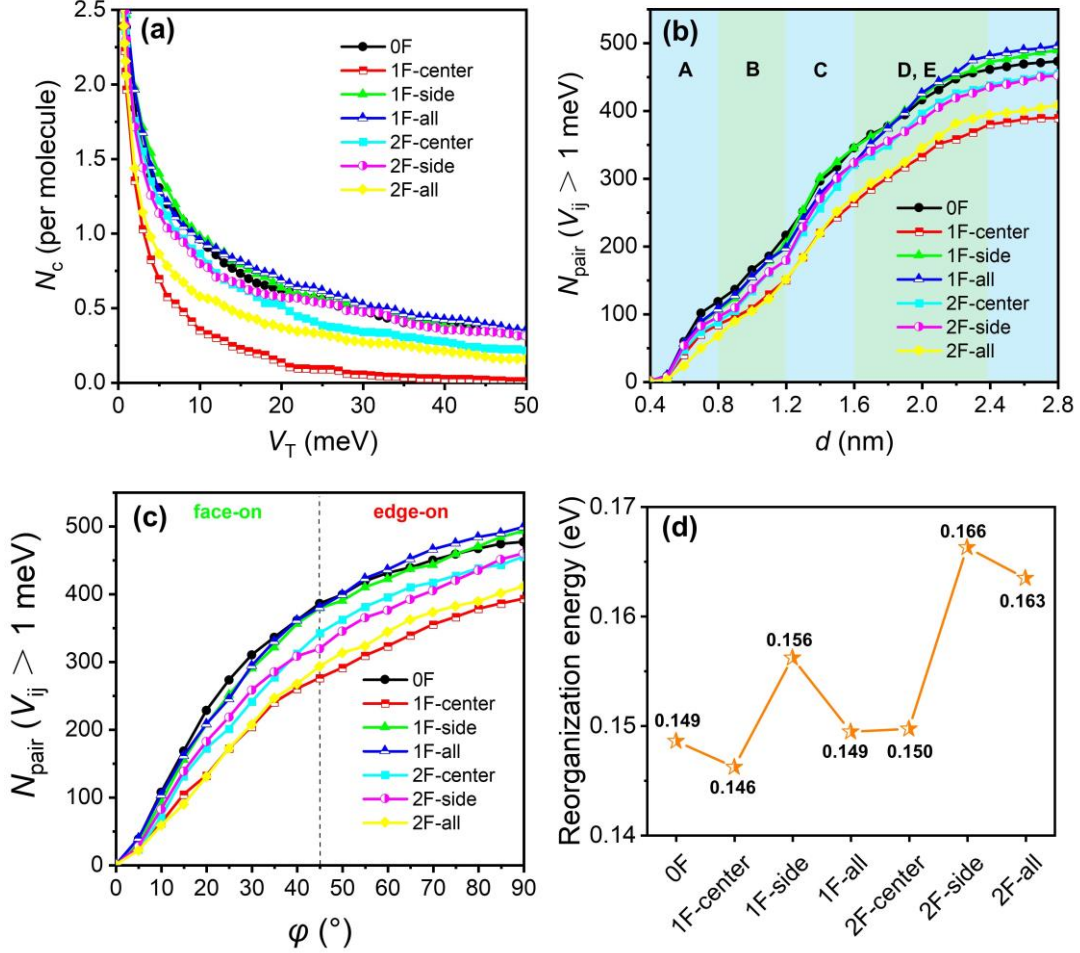 (a)
0F
1F-center
1F-side
1F-all
2F-center
2F-side
2F-all
2.5
2.0
1.5
1.0
0.5
0.0
N_c (per molecule)
0 10 20 30 40 50
V_T (meV)
(b)
A B C D, E
0F
1F-center
1F-side
1F-all
2F-center
2F-side
2F-all
500
400
300
200
100
0
N_pair (V_ij > 1 meV)
0.4 0.8 1.2 1.6 2.0 2.4 2.8
d (nm)
(c)
face-on edge-on
0F
1F-center
1F-side
1F-all
2F-center
2F-side
2F-all
500
400
300
200
100
0
N_pair (V_ij > 1 meV)
0 10 20 30 40 50 60 70 80 90
φ (°)
(d)
0.17
0.16
0.15
0.14
Reorganization energy (eV)
0.149
0.146
0.156
0.149
0.150
0.166
0.163
0F
1F-center
1F-side
1F-all
2F-center
2F-side
2F-all